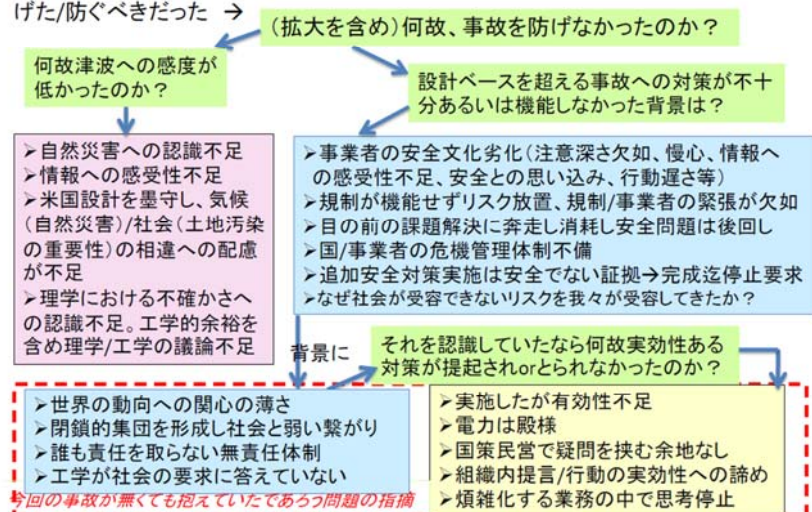 げた/防ぐべきだった →
(拡大を含め)何故、事故を防げなかったのか？
何故津波への感度が
低かったのか？
設計ベースを超える事故への対策が不十
分あるいは機能しなかった背景は？
➢自然災害への認識不足
➢情報への感受性不足
➢米国設計を墨守し、気候
(自然災害)/社会(土地汚染
の重要性)の相違への配慮
が不足
➢理学における不確かさへ
の認識不足。工学的余裕を
含め理学/工学の議論不足
➢事業者の安全文化劣化(注意深さ欠如、慢心、情報へ
の感受性不足、安全との思い込み、行動遅さ等)
➢規制が機能せずリスク放置、規制/事業者の緊張が欠如
➢目の前の課題解決に奔走し消耗し安全問題は後回し
➢国/事業者の危機管理体制不備
➢追加安全対策実施は安全でない証拠→完成迄停止要求
➢なぜ社会が受容できないリスクを我々が受容してきたか？
背景に
それを認識していたなら何故実効性ある
対策が提起されorとられなかったのか？
➢世界の動向への関心の薄さ
➢閉鎖的集団を形成し社会と弱い繋がり
➢誰も責任を取らない無責任体制
➢工学が社会の要求に答えていない
➢実施したが有効性不足
➢電力は殿様
➢国策民営で疑問を挟む余地なし
➢組織内提言/行動の実効性への諦め
➢煩雑化する業務の中で思考停止
今回の事故が無くても抱えていたであろう問題の指摘